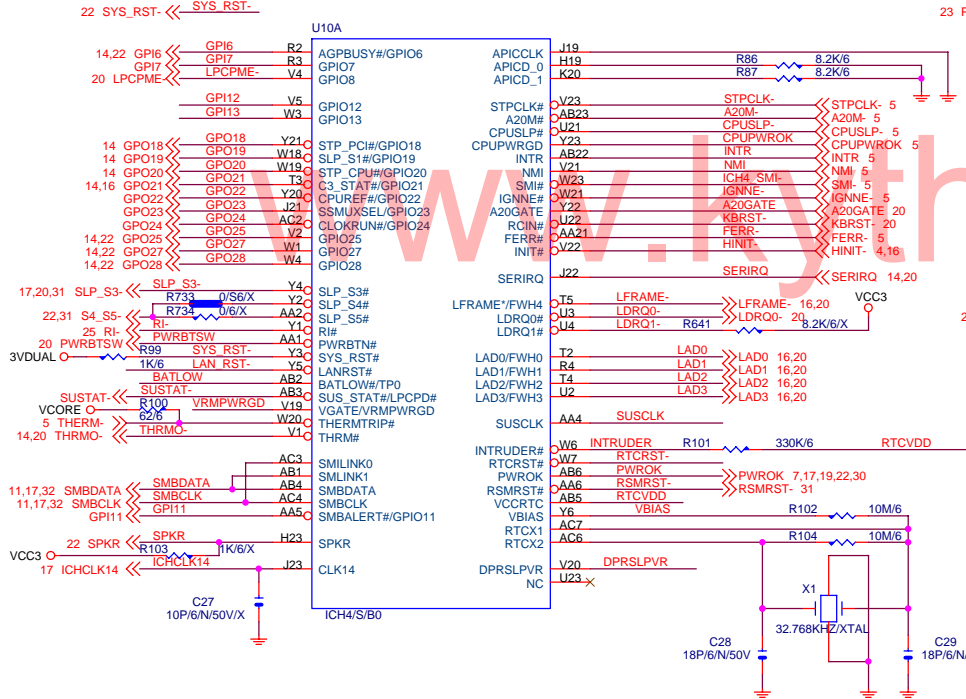 22 SYS_RST- SYS_RST-
23 P
U10A
14,22 GPI6 GPI6 R2 AGPBUSY#/GPIO6
GPI7 GPI7 R3 GPIO7
20 LPCPME- LPCPME- V4 GPIO8
GPI12 V5 GPIO12
GPI13 W3 GPIO13
14 GPO18 GPO18 Y21 STP_PCI#/GPIO18
14 GPO19 GPO19 W18 SLP_S1#/GPIO19
14 GPO20 GPO20 W19 STP_CPU#/GPIO20
14,16 GPO21 GPO21 T3 C3_STAT#/GPIO21
GPO22 GPO22 Y20 CPUREF#/GPIO22
GPO23 GPO23 J21 SSMUXSEL/GPIO23
GPO24 GPO24 AC2 CLOKRUN#/GPIO24
14,22 GPO25 GPO25 V2 GPIO25
14,22 GPO27 GPO27 W1 GPIO27
14,22 GPO28 GPO28 W4 GPIO28
17,20,31 SLP_S3- SLP_S3- Y4 SLP_S3#
R733 0/S6/X Y2 SLP_S4#
22,31 S4_S5- R734 0/6/X AA2 SLP_S5#
25 RI- RI- Y1 RI#
20 PWRBTSW PWRBTSW AA1 PWRBTN#
3VDUAL R99 1K/6 SYS_RST- Y3 SYS_RST#
LAN_RST- Y5 LANRST#
BATLOW AB2 BATLOW#/TP0
SUSTAT- SUSTAT- AB3 SUS_STAT#/LPCPD#
VCORE R100 62/6 VRMPWRGD V19 VGATE/VRMPWRGD
5 THERM- W20 THERMTRIP#
14,20 THRMO- THRMO- V1 THRM#
AC3 SMILINK0
AB1 SMLINK1
11,17,32 SMBDATA SMBDATA AB4 SMBDATA
11,17,32 SMBCLK SMBCLK AC4 SMBCLK
GPI11 GPI11 AA5 SMBALERT#/GPIO11
22 SPKR SPKR H23 SPKR
VCC3 R103 1K/6/X
17 ICHCLK14 ICHCLK14 J23 CLK14
C27
10P/6/N/50V/X
ICH4/S/B0
APICCLK J19
APICD_0 H19 R86 8.2K/6
APICD_1 K20 R87 8.2K/6
STPCLK# V23 STPCLK- STPCLK- 5
A20M# AB23 A20M- A20M- 5
CPUSLP# U21 CPUSLP- CPUSLP- 5
CPUPWRGD Y23 CPUPWROK CPUPWROK 5
INTR AB22 INTR INTR 5
NMI V21 NMI NMI 5
SMI# W23 ICH4_SMI- SMI- 5
IGNNE# W21 IGNNE- IGNNE- 5
A20GATE Y22 A20GATE A20GATE 20
RCIN# U22 KBRST- KBRST- 20
FERR# AA21 FERR- FERR- 5
INIT# V22 HINIT- HINIT- 4,16
SERIRQ J22 SERIRQ SERIRQ 14,20
VCC3
LFRAME*/FWH4 T5 LFRAME- LFRAME- 16,20
LDRQ0# U3 LDRQ0- LDRQ0- 20
LDRQ1# U4 LDRQ1- R641 8.2K/6/X
2
LAD0/FWH0 T2 LAD0 LAD0 16,20
LAD1/FWH1 R4 LAD1 LAD1 16,20
LAD2/FWH2 T4 LAD2 LAD2 16,20
LAD3/FWH3 U2 LAD3 LAD3 16,20
SUSCLK AA4 SUSCLK
INTRUDER# W6 INTRUDER R101 330K/6 RTCVDD
RTCRST# W7 RTCRST-
PWROK AB6 PWROK PWROK 7,17,19,22,30
RSMRST# AA6 RSMRST- RSMRST- 31
VCCRTC AB5 RTCVDD
VBIAS Y6 VBIAS R102 10M/6
RTCX1 AC7
RTCX2 AC6 R104 10M/6
DPRSLPVR V20 DPRSLPVR
NC U23
X1
32.768KHZ/XTAL
C28
18P/6/N/50V
C29
18P/6/N/
www.kyth